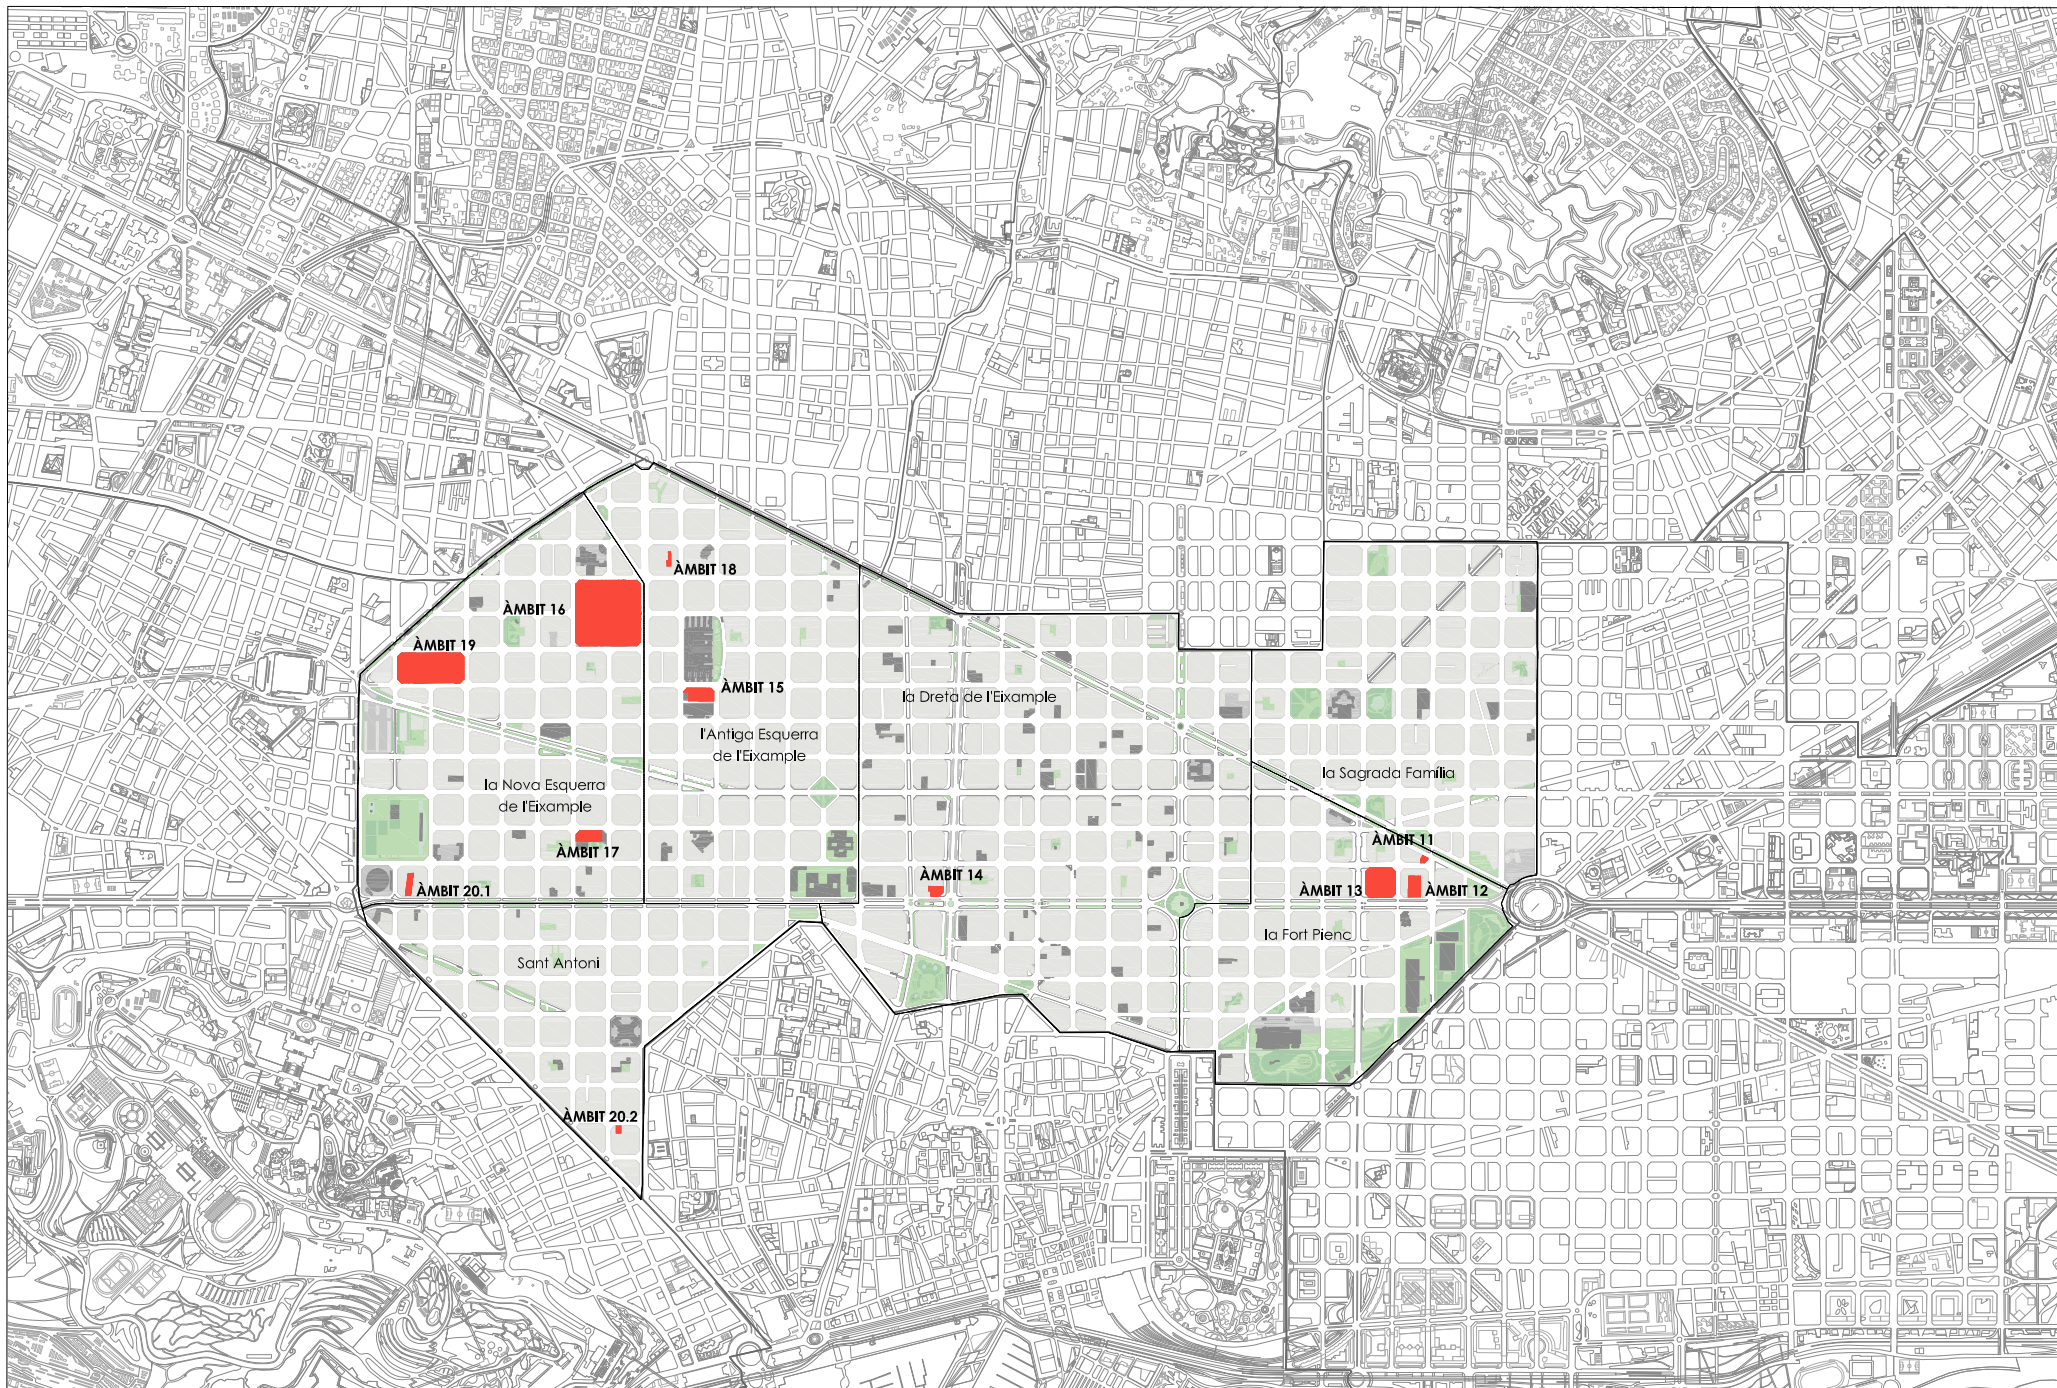 ÀMBIT 18
ÀMBIT 16
ÀMBIT 19
ÀMBIT 15
la Dreta de l'Eixample
l'Antiga Esquerra
de l'Eixample
la Sagrada Família
la Nova Esquerra
de l'Eixample
ÀMBIT 11
ÀMBIT 17
ÀMBIT 14
ÀMBIT 13
ÀMBIT 12
ÀMBIT 20.1
la Fort Pienc
Sant Antoni
ÀMBIT 20.2